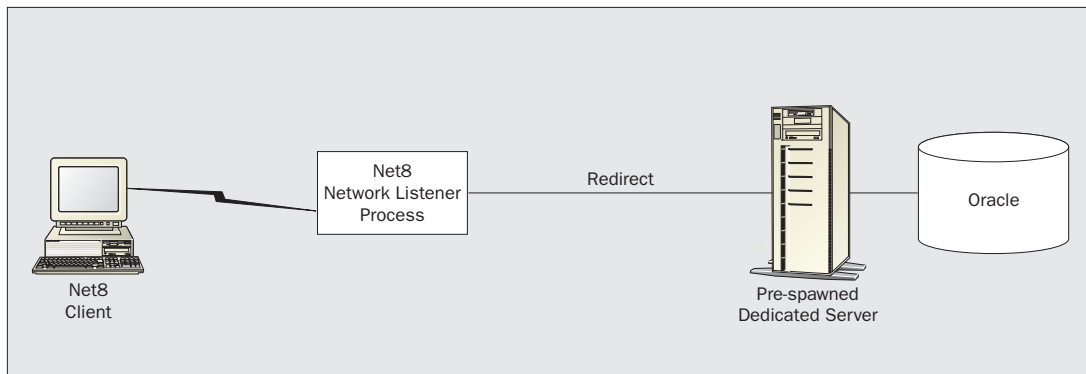 Net8
Client
Net8
Network Listener
Process
Redirect
Pre-spawned
Dedicated Server
Oracle